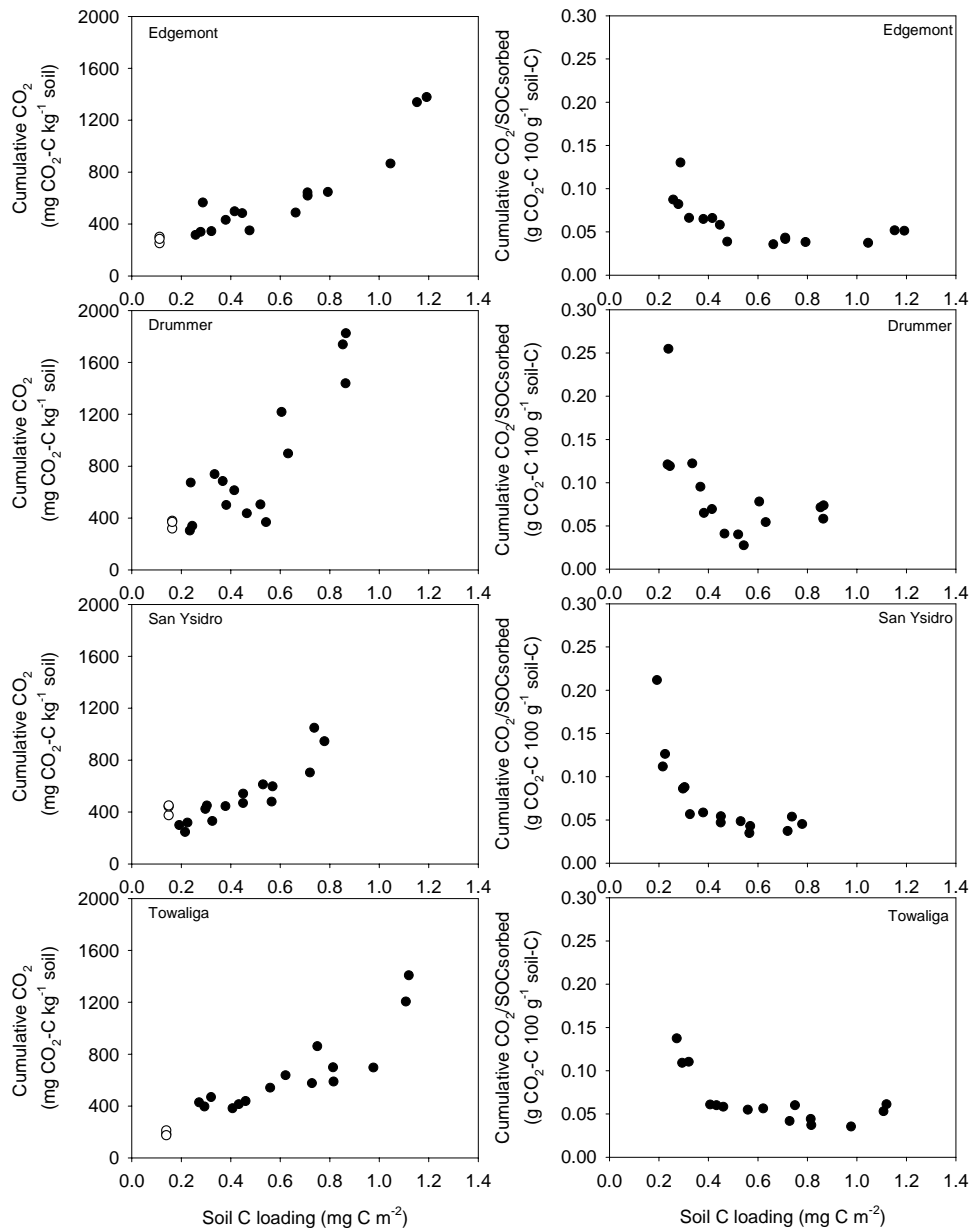 Cumulative CO₂
(mg CO₂-C kg⁻¹ soil)
2000
1600
1200
800
400
0
Edgemont
0.0 0.2 0.4 0.6 0.8 1.0 1.2 1.4
Cumulative CO₂/SOCsorbed
(g CO₂-C 100 g⁻¹ soil-C)
0.30
0.25
0.20
0.15
0.10
0.05
0.00
Edgemont
0.0 0.2 0.4 0.6 0.8 1.0 1.2 1.4
Cumulative CO₂
(mg CO₂-C kg⁻¹ soil)
2000
1600
1200
800
400
0
Drummer
0.0 0.2 0.4 0.6 0.8 1.0 1.2 1.4
Cumulative CO₂/SOCsorbed
(g CO₂-C 100 g⁻¹ soil-C)
0.30
0.25
0.20
0.15
0.10
0.05
0.00
Drummer
0.0 0.2 0.4 0.6 0.8 1.0 1.2 1.4
Cumulative CO₂
(mg CO₂-C kg⁻¹ soil)
2000
1600
1200
800
400
0
San Ysidro
0.0 0.2 0.4 0.6 0.8 1.0 1.2 1.4
Cumulative CO₂/SOCsorbed
(g CO₂-C 100 g⁻¹ soil-C)
0.30
0.25
0.20
0.15
0.10
0.05
0.00
San Ysidro
0.0 0.2 0.4 0.6 0.8 1.0 1.2 1.4
Cumulative CO₂
(mg CO₂-C kg⁻¹ soil)
2000
1600
1200
800
400
0
Towaliga
0.0 0.2 0.4 0.6 0.8 1.0 1.2 1.4
Soil C loading (mg C m⁻²)
Cumulative CO₂/SOCsorbed
(g CO₂-C 100 g⁻¹ soil-C)
0.30
0.25
0.20
0.15
0.10
0.05
0.00
Towaliga
0.0 0.2 0.4 0.6 0.8 1.0 1.2 1.4
Soil C loading (mg C m⁻²)